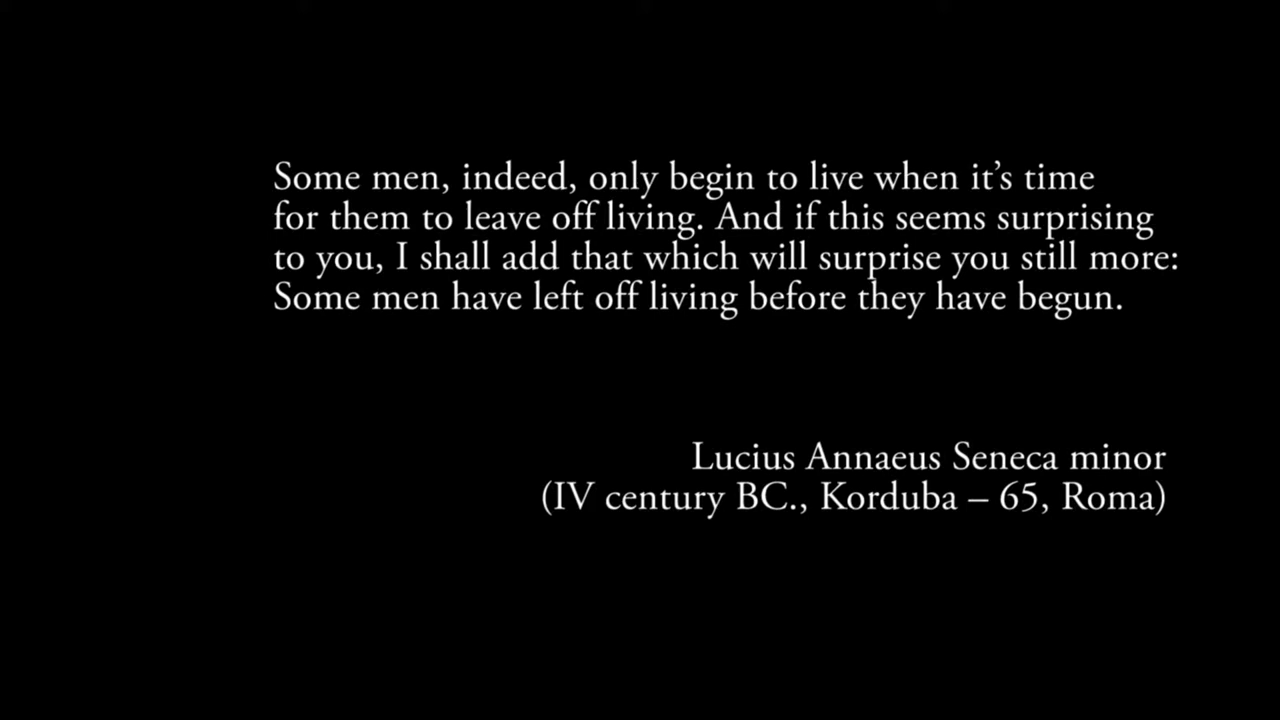 Some men, indeed, only begin to live when it’s time
for them to leave off living. And if this seems surprising
to you, I shall add that which will surprise you still more:
Some men have left off living before they have begun.
Lucius Annaeus Seneca minor
(IV century BC., Korduba – 65, Roma)